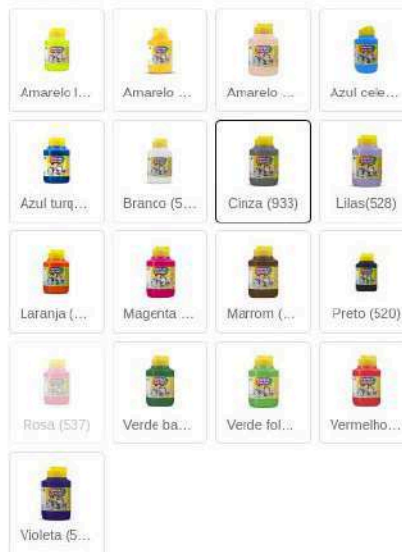 Amarelo l...
Amarelo ...
Amarelo ...
Azul cele...
Azul turq...
Branco (5...
Cinza (933)
Lilas(528)
Laranja (...
Magenta ...
Marrom (...
Preto (520)
Rosa (537)
Verde ba...
Verde fol...
Vermelho...
Violeta (5...